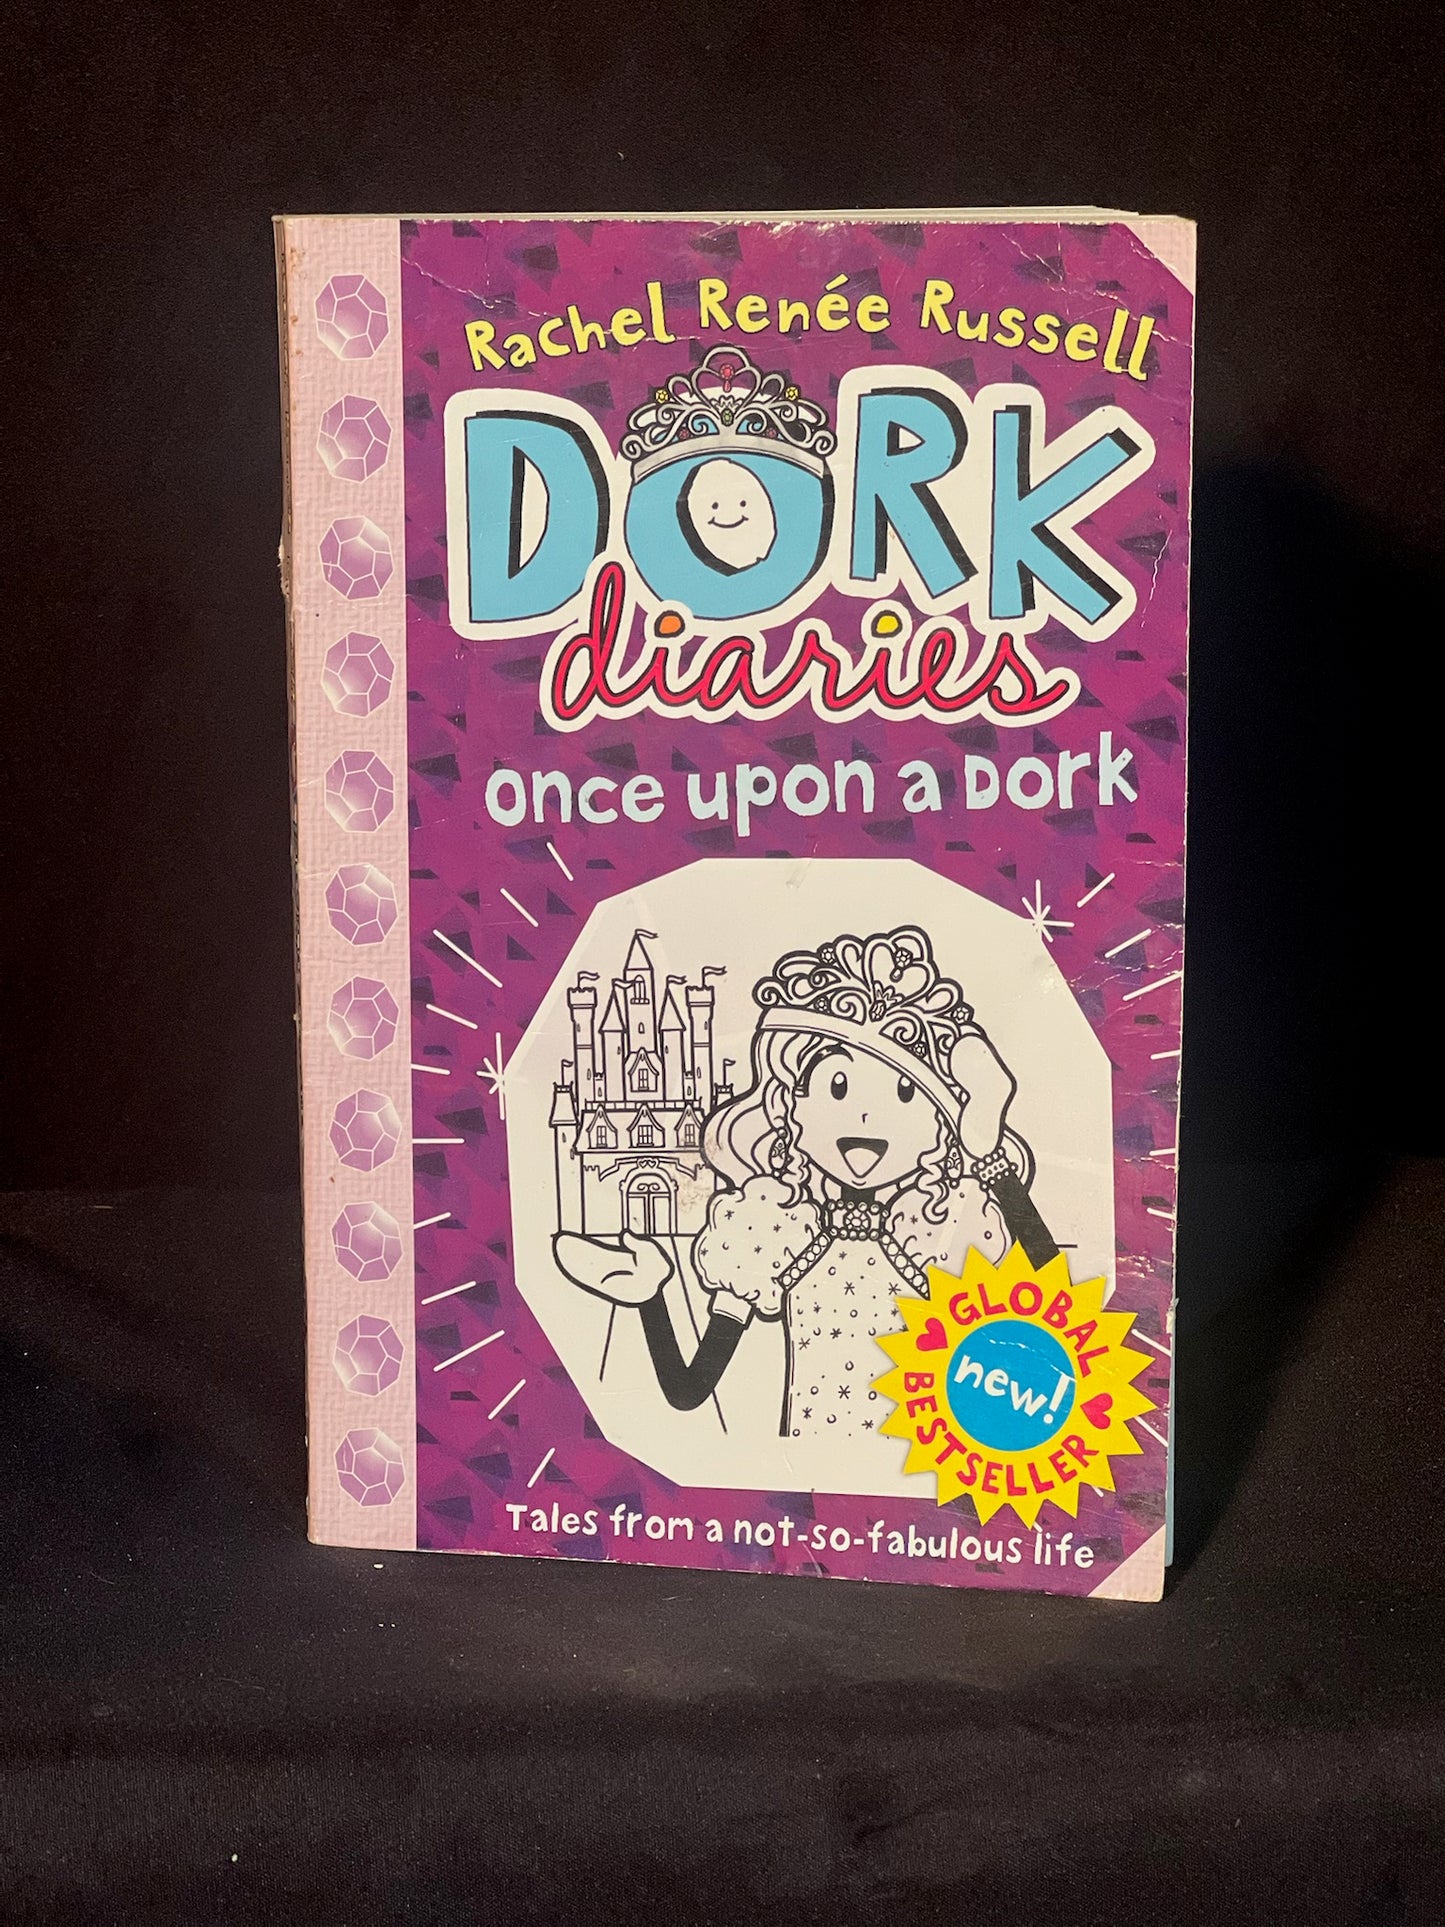 Rachel Renée Russell
DORK
diaries
once upon a Dork
GLOBAL
new!
BESTSELLER
Tales from a not-so-fabulous life